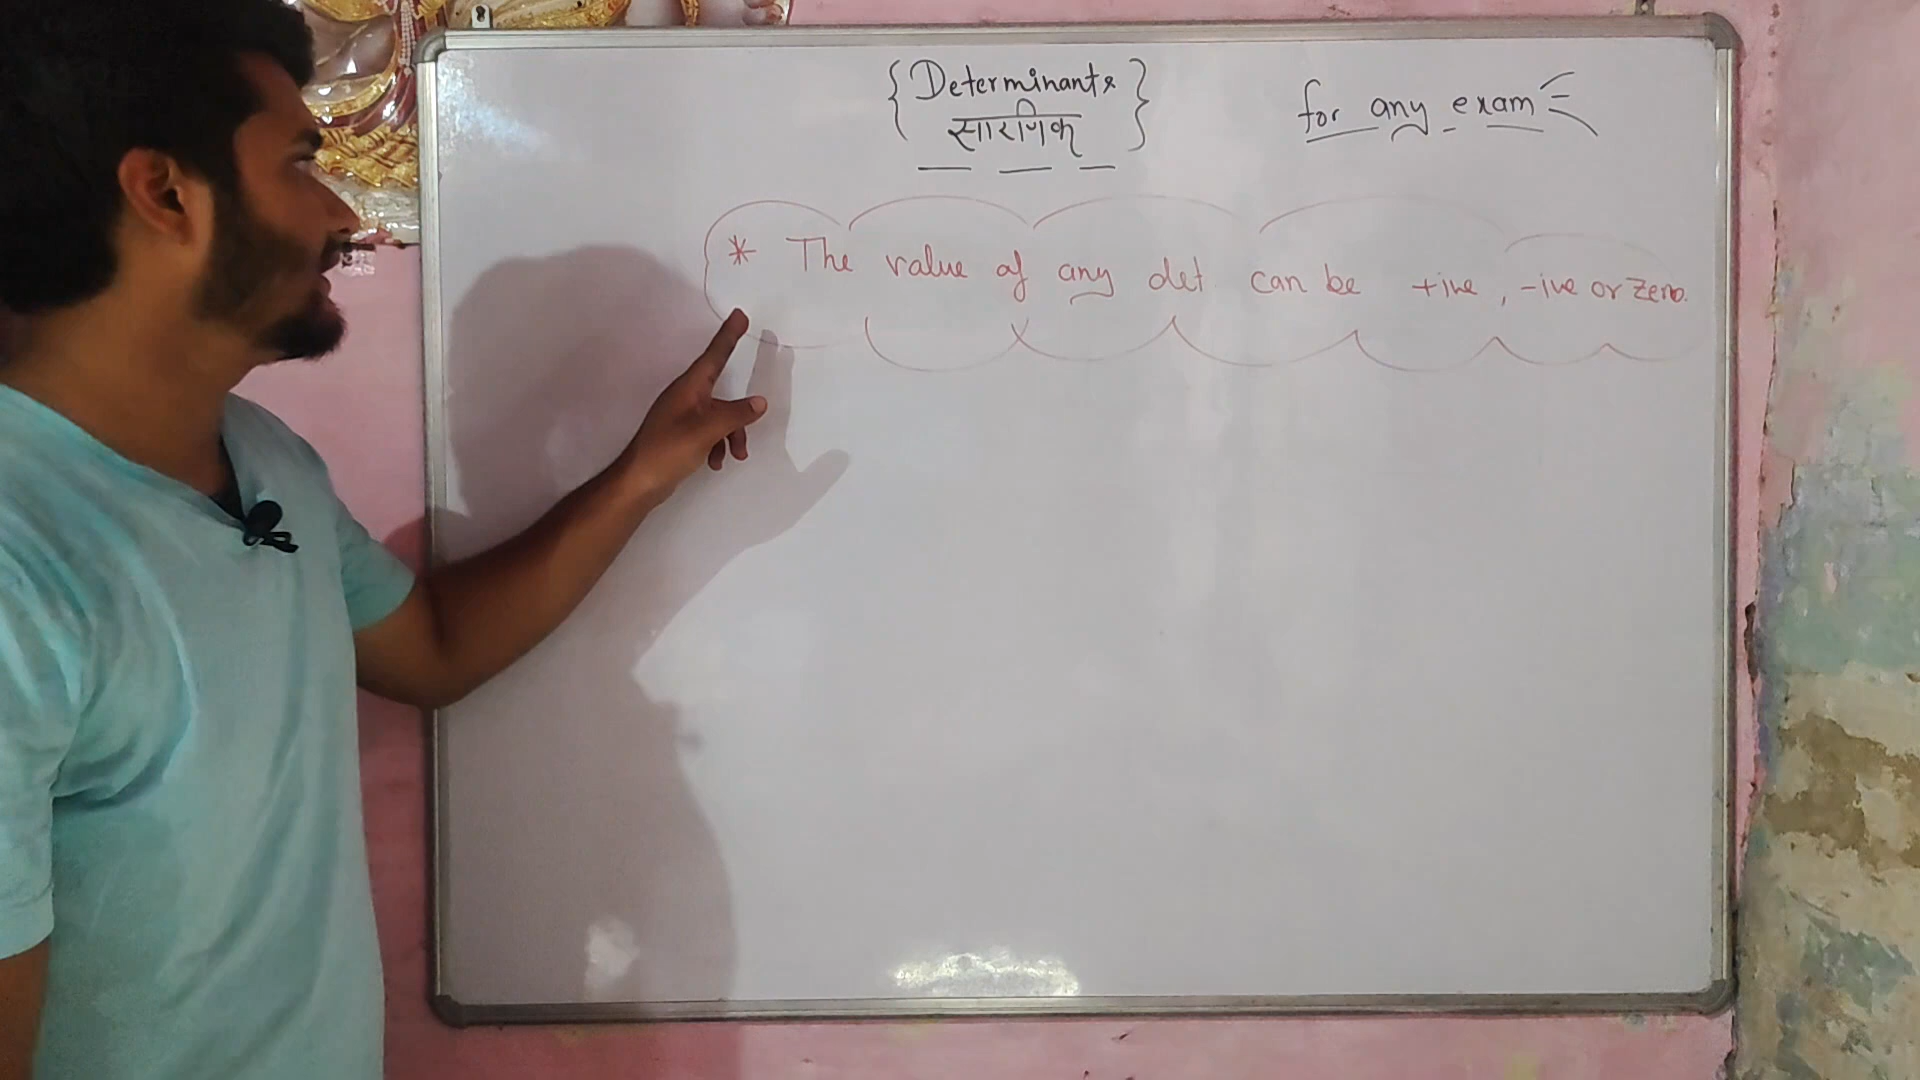 { Determinants }
सारणिक
for any exam
* The value of any det can be +ive, -ive or zero.